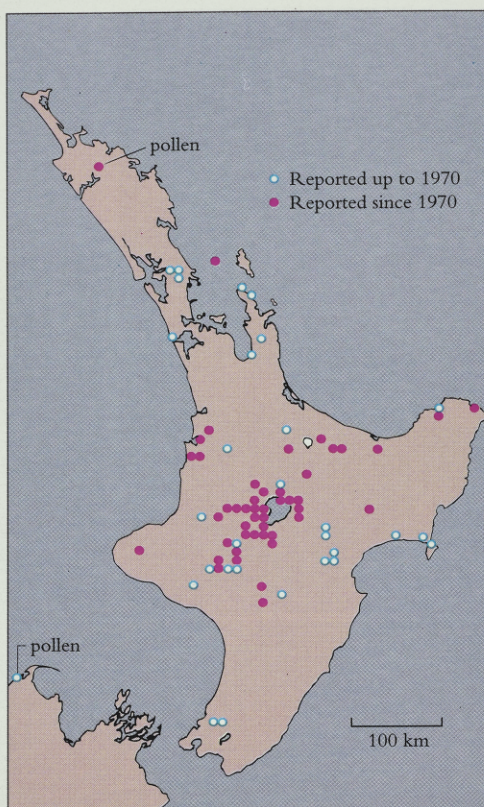 pollen
Reported up to 1970
Reported since 1970
pollen
100 km